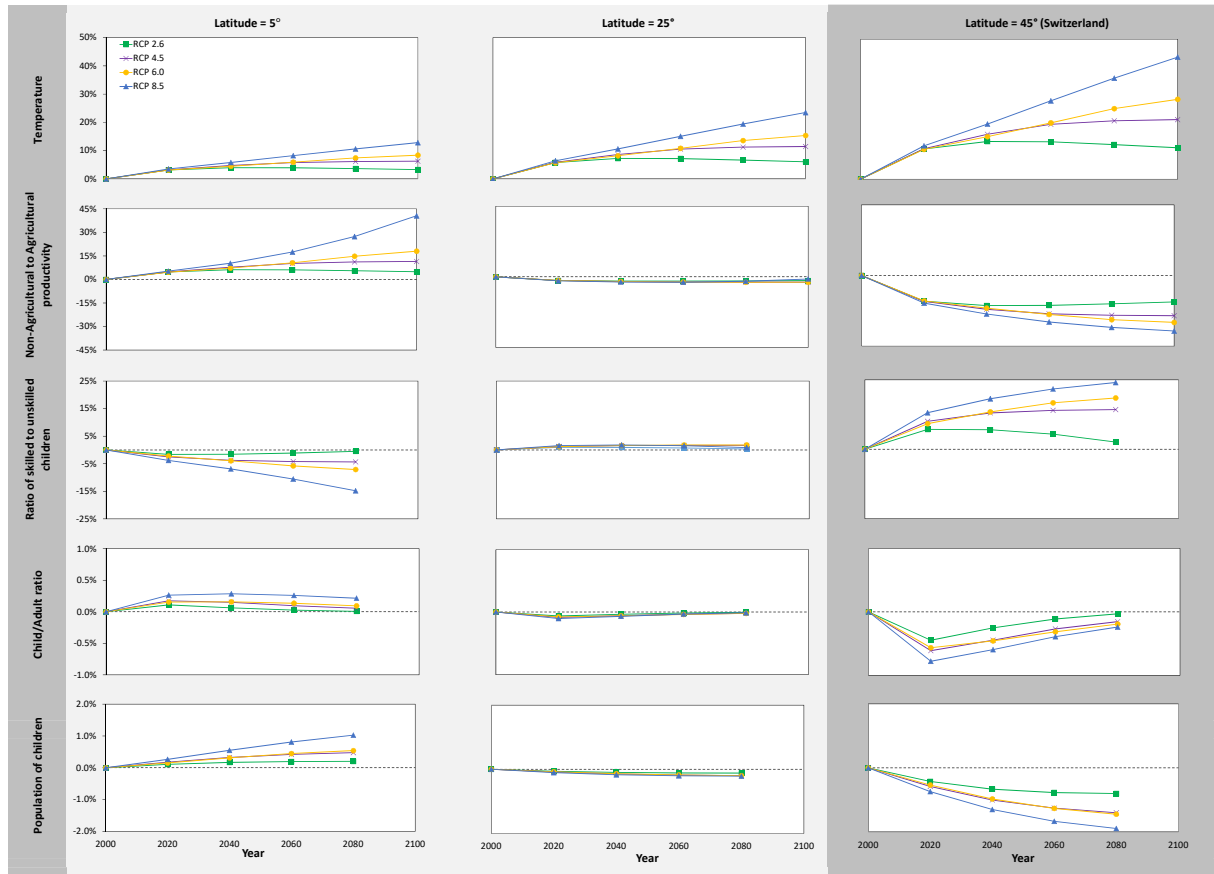 Latitude = 5°
Latitude = 25°
Latitude = 45° (Switzerland)
Temperature
50%
40%
30%
20%
10%
0%
RCP 2.6
RCP 4.5
RCP 6.0
RCP 8.5
Non-Agricultural to Agricultural
productivity
45%
30%
15%
0%
-15%
-30%
-45%
Ratio of skilled to unskilled
children
25%
15%
5%
-5%
-15%
-25%
Child/Adult ratio
1.0%
0.5%
0.0%
-0.5%
-1.0%
Population of children
2.0%
1.0%
0.0%
-1.0%
-2.0%
2000 2020 2040 2060 2080 2100
Year
2000 2020 2040 2060 2080 2100
Year
2000 2020 2040 2060 2080 2100
Year